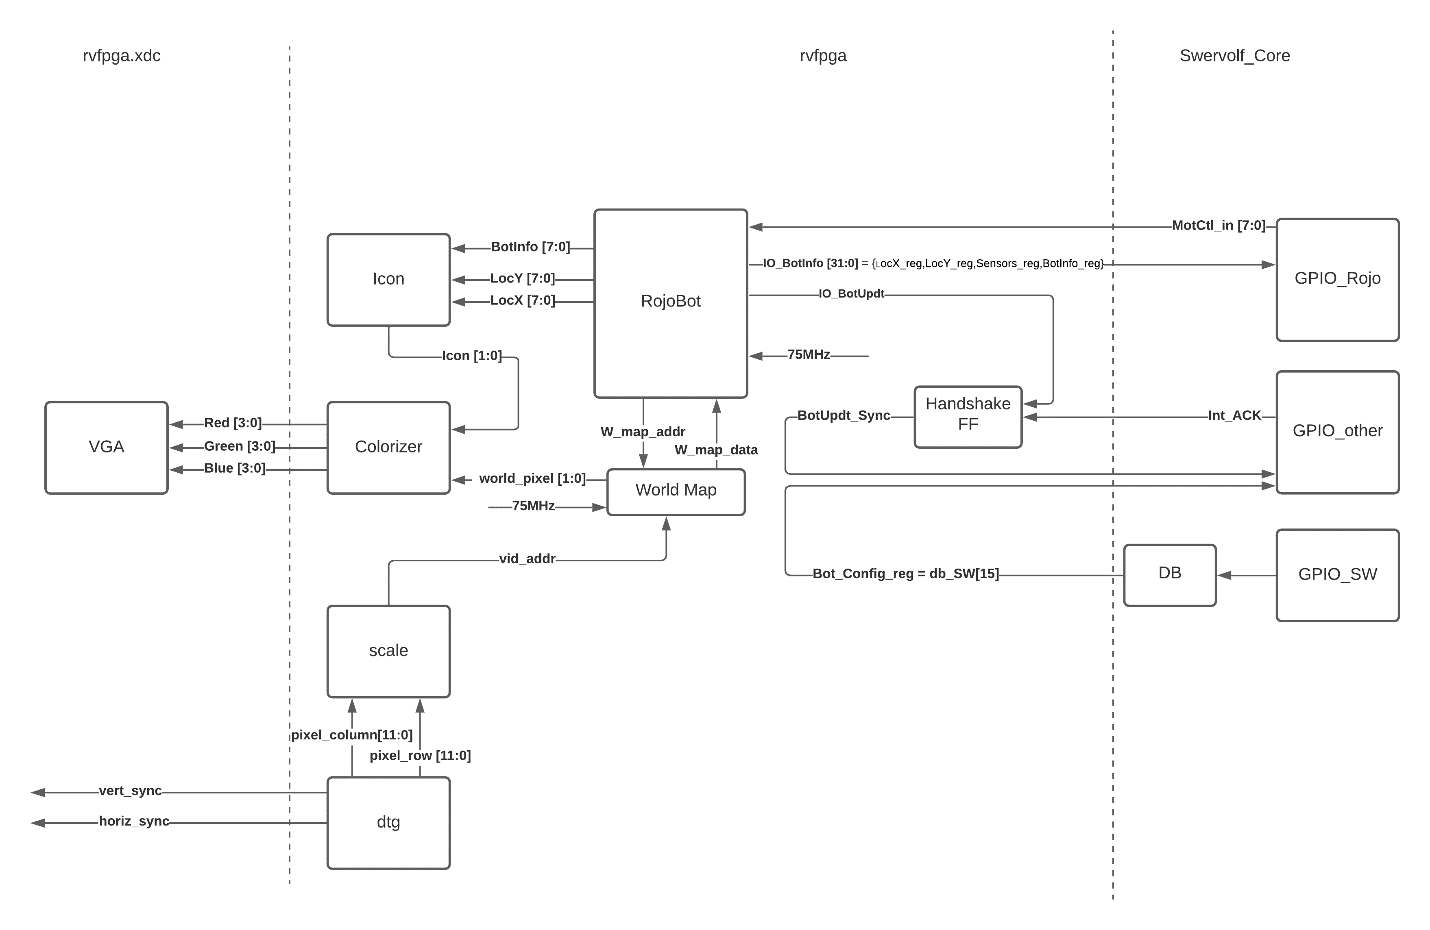 rvfpga.xdc
rvfpga
Swervolf_Core
MotCtl_in [7:0]
BotInfo [7:0]
IO_BotInfo [31:0] = {LocX_reg,LocY_reg,Sensors_reg,BotInfo_reg}
Icon
LocY [7:0]
GPIO_Rojo
IO_BotUpdt
LocX [7:0]
RojoBot
Icon [1:0]
75MHz
Handshake
FF
BotUpdt_Sync
Int_ACK
Red [3:0]
W_map_addr
GPIO_other
VGA
Green [3:0]
Colorizer
W_map_data
Blue [3:0]
world_pixel [1:0]
World Map
75MHz
vid_addr
Bot_Config_reg = db_SW[15]
DB
GPIO_SW
scale
pixel_column[11:0]
pixel_row [11:0]
vert_sync
horiz_sync
dtg